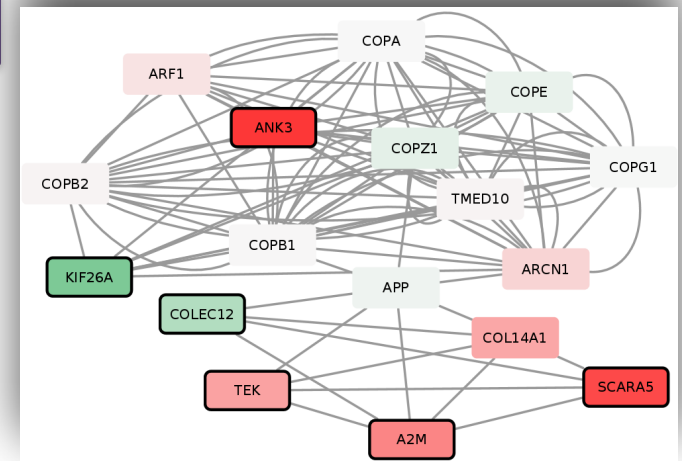 COPA
ARF1
COPE
ANK3
COPZ1
COPG1
COPB2
TMED10
COPB1
ARCN1
KIF26A
APP
COLEC12
COL14A1
SCARA5
TEK
A2M